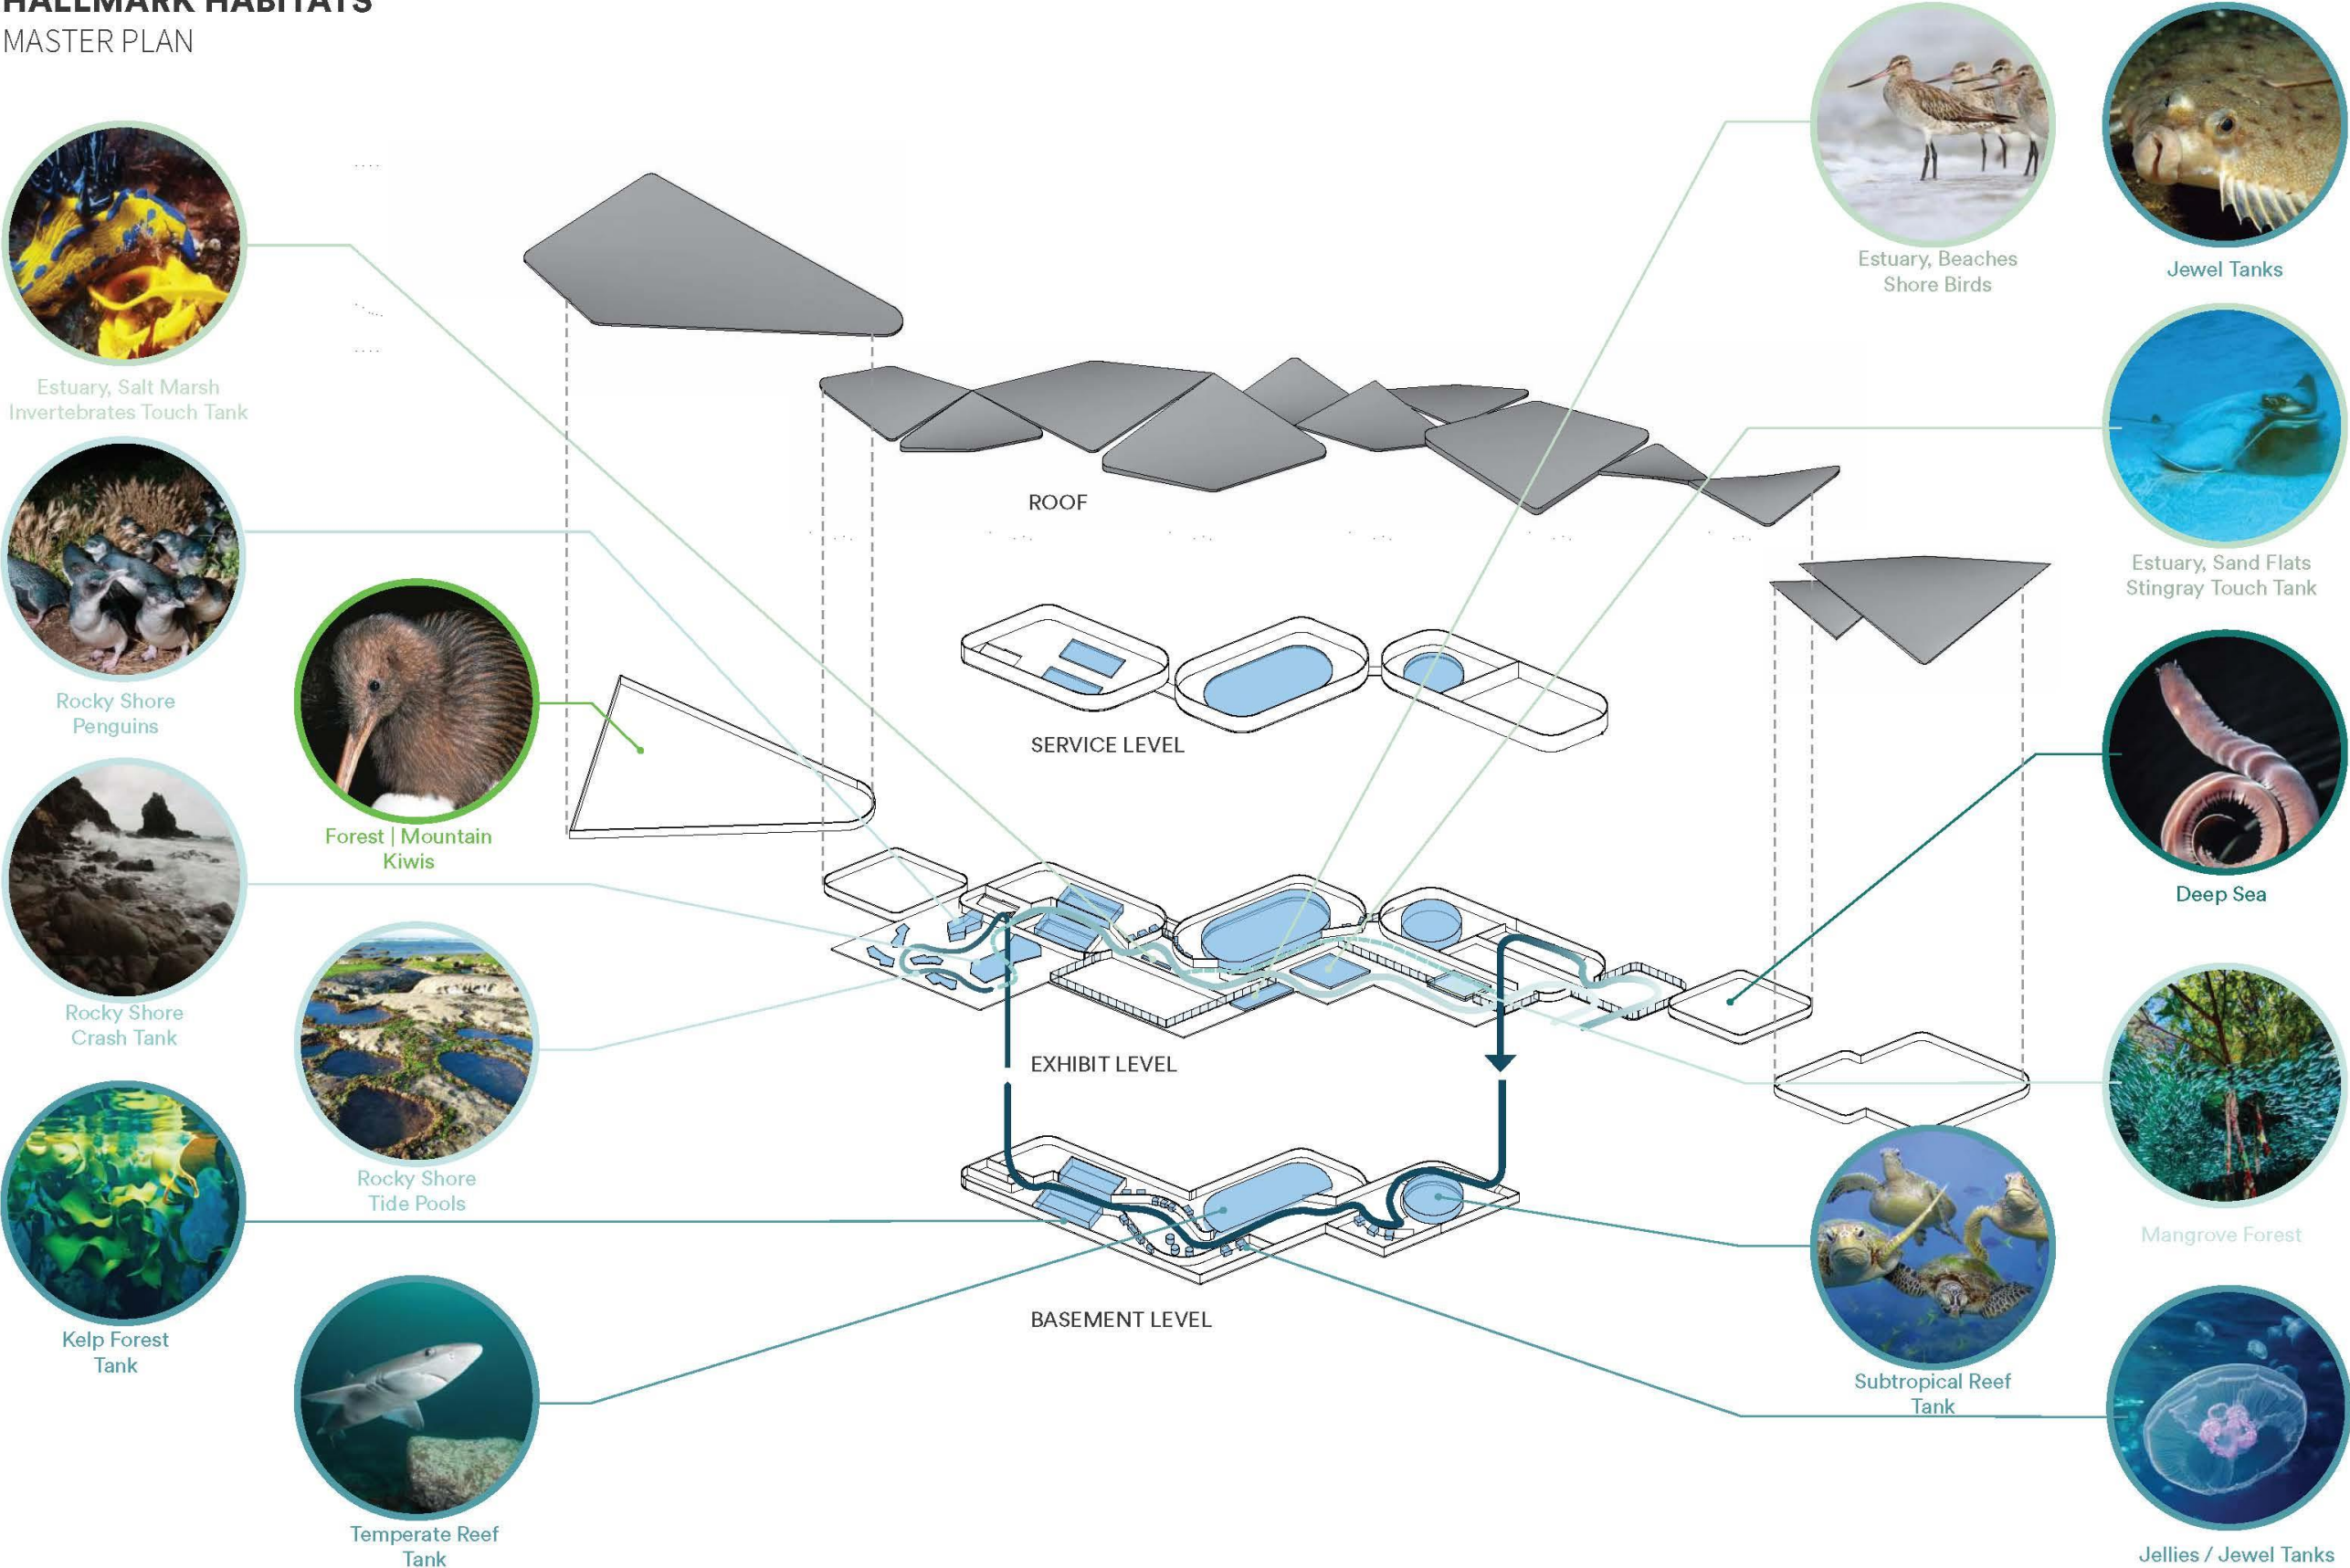 HALLMARK HABITATS
MASTER PLAN
Estuary, Salt Marsh
Invertebrates Touch Tank
Rocky Shore
Penguins
Forest | Mountain
Kiwis
Rocky Shore
Crash Tank
Rocky Shore
Tide Pools
Kelp Forest
Tank
Temperate Reef
Tank
ROOF
SERVICE LEVEL
EXHIBIT LEVEL
BASEMENT LEVEL
Estuary, Beaches
Shore Birds
Jewel Tanks
Estuary, Sand Flats
Stingray Touch Tank
Deep Sea
Mangrove Forest
Subtropical Reef
Tank
Jellies / Jewel Tanks